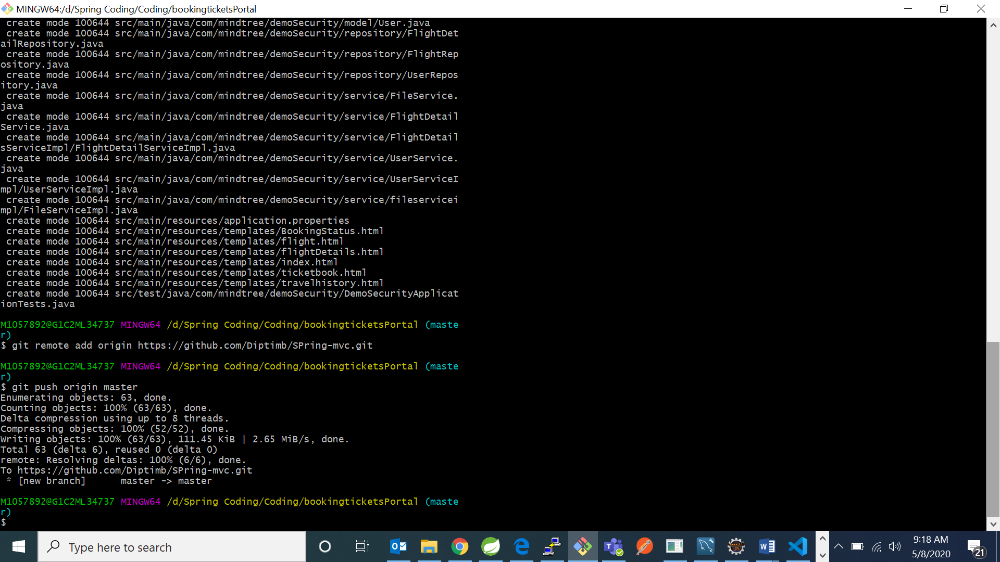 MINGW64:/d/Spring Coding/Coding/bookingticketsPortal
create mode 100644 src/main/java/com/mindtree/demoSecurity/model/User.java
create mode 100644 src/main/java/com/mindtree/demoSecurity/repository/FlightDet
ailRepository.java
create mode 100644 src/main/java/com/mindtree/demoSecurity/repository/FlightRep
ository.java
create mode 100644 src/main/java/com/mindtree/demoSecurity/repository/UserRepos
itory.java
create mode 100644 src/main/java/com/mindtree/demoSecurity/service/FileService.
java
create mode 100644 src/main/java/com/mindtree/demoSecurity/service/FlightDetail
Service.java
create mode 100644 src/main/java/com/mindtree/demoSecurity/service/FlightDetail
sServiceImpl/FlightDetailServiceImpl.java
create mode 100644 src/main/java/com/mindtree/demoSecurity/service/UserService.
java
create mode 100644 src/main/java/com/mindtree/demoSecurity/service/UserServiceI
mpl/UserServiceImpl.java
create mode 100644 src/main/java/com/mindtree/demoSecurity/service/fileservicei
mpl/FileServiceImpl.java
create mode 100644 src/main/resources/application.properties
create mode 100644 src/main/resources/templates/BookingStatus.html
create mode 100644 src/main/resources/templates/flight.html
create mode 100644 src/main/resources/templates/flightDetails.html
create mode 100644 src/main/resources/templates/index.html
create mode 100644 src/main/resources/templates/ticketbook.html
create mode 100644 src/main/resources/templates/travelhistory.html
create mode 100644 src/test/java/com/mindtree/demoSecurity/DemoSecurityApplicat
ionTests.java
M1057892@G1C2ML34737 MINGW64 /d/Spring Coding/Coding/bookingticketsPortal (maste
r)
$ git remote add origin https://github.com/Diptimb/SPring-mvc.git
M1057892@G1C2ML34737 MINGW64 /d/Spring Coding/Coding/bookingticketsPortal (maste
r)
$ git push origin master
Enumerating objects: 63, done.
Counting objects: 100% (63/63), done.
Delta compression using up to 8 threads.
Compressing objects: 100% (52/52), done.
Writing objects: 100% (63/63), 111.45 KiB | 2.65 MiB/s, done.
Total 63 (delta 6), reused 0 (delta 0)
remote: Resolving deltas: 100% (6/6), done.
To https://github.com/Diptimb/SPring-mvc.git
* [new branch]      master -> master
M1057892@G1C2ML34737 MINGW64 /d/Spring Coding/Coding/bookingticketsPortal (maste
r)
$
Type here to search
9:18 AM
5/8/2020
21